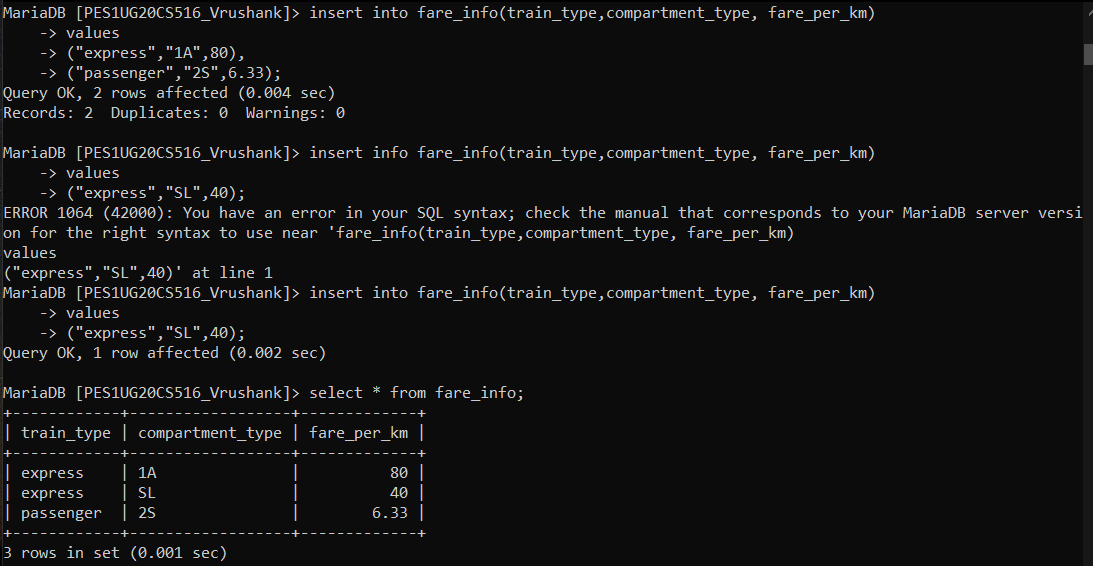 MariaDB [PES1UG20CS516_Vrushank]> insert into fare_info(train_type,compartment_type, fare_per_km)
    -> values
    -> ("express","1A",80),
    -> ("passenger","2S",6.33);
Query OK, 2 rows affected (0.004 sec)
Records: 2  Duplicates: 0  Warnings: 0

MariaDB [PES1UG20CS516_Vrushank]> insert info fare_info(train_type,compartment_type, fare_per_km)
    -> values
    -> ("express","SL",40);
ERROR 1064 (42000): You have an error in your SQL syntax; check the manual that corresponds to your MariaDB server versi
on for the right syntax to use near 'fare_info(train_type,compartment_type, fare_per_km)
values
("express","SL",40)' at line 1
MariaDB [PES1UG20CS516_Vrushank]> insert into fare_info(train_type,compartment_type, fare_per_km)
    -> values
    -> ("express","SL",40);
Query OK, 1 row affected (0.002 sec)

MariaDB [PES1UG20CS516_Vrushank]> select * from fare_info;
+------------+------------------+-------------+
| train_type | compartment_type | fare_per_km |
+------------+------------------+-------------+
| express    | 1A               |          80 |
| express    | SL               |          40 |
| passenger  | 2S               |        6.33 |
+------------+------------------+-------------+
3 rows in set (0.001 sec)